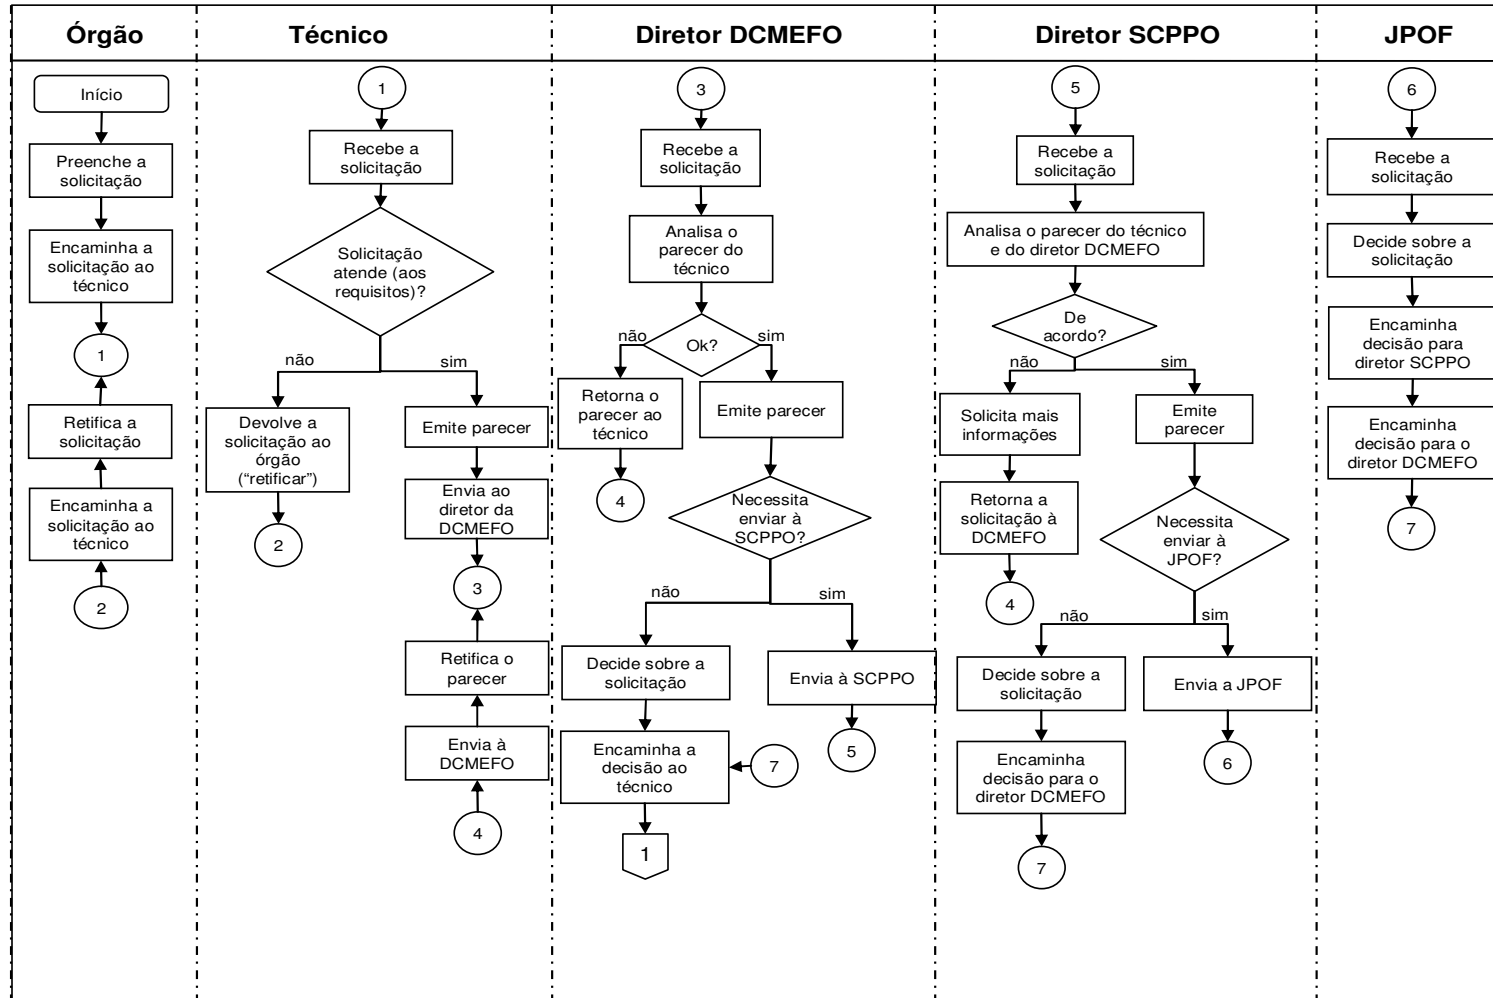 Órgão
Técnico
Diretor DCMEFO
Diretor SCPPO
JPOF
Início
Preenche a
solicitação
Encaminha a
solicitação ao
técnico
1
Retifica a
solicitação
Encaminha a
solicitação ao
técnico
2
1
Recebe a
solicitação
Solicitação
atende (aos
requisitos)?
não
sim
Devolve a
solicitação ao
órgão
(“retificar”)
2
Emite parecer
Envia ao
diretor da
DCMEFO
3
Retifica o
parecer
Envia à
DCMEFO
4
3
Recebe a
solicitação
Analisa o
parecer do
técnico
não
Ok?
sim
Retorna o
parecer ao
técnico
4
Emite parecer
Necessita
enviar à
SCPPO?
não
sim
Decide sobre a
solicitação
Encaminha a
decisão ao
técnico
7
1
Envia à SCPPO
5
5
Recebe a
solicitação
Analisa o parecer do técnico
e do diretor DCMEFO
De
acordo?
não
sim
Solicita mais
informações
Retorna a
solicitação à
DCMEFO
4
Emite
parecer
Necessita
enviar à
JPOF?
não
sim
Decide sobre a
solicitação
Encaminha
decisão para o
diretor DCMEFO
7
Envia a JPOF
6
6
Recebe a
solicitação
Decide sobre a
solicitação
Encaminha
decisão para
diretor SCPPO
Encaminha
decisão para o
diretor DCMEFO
7